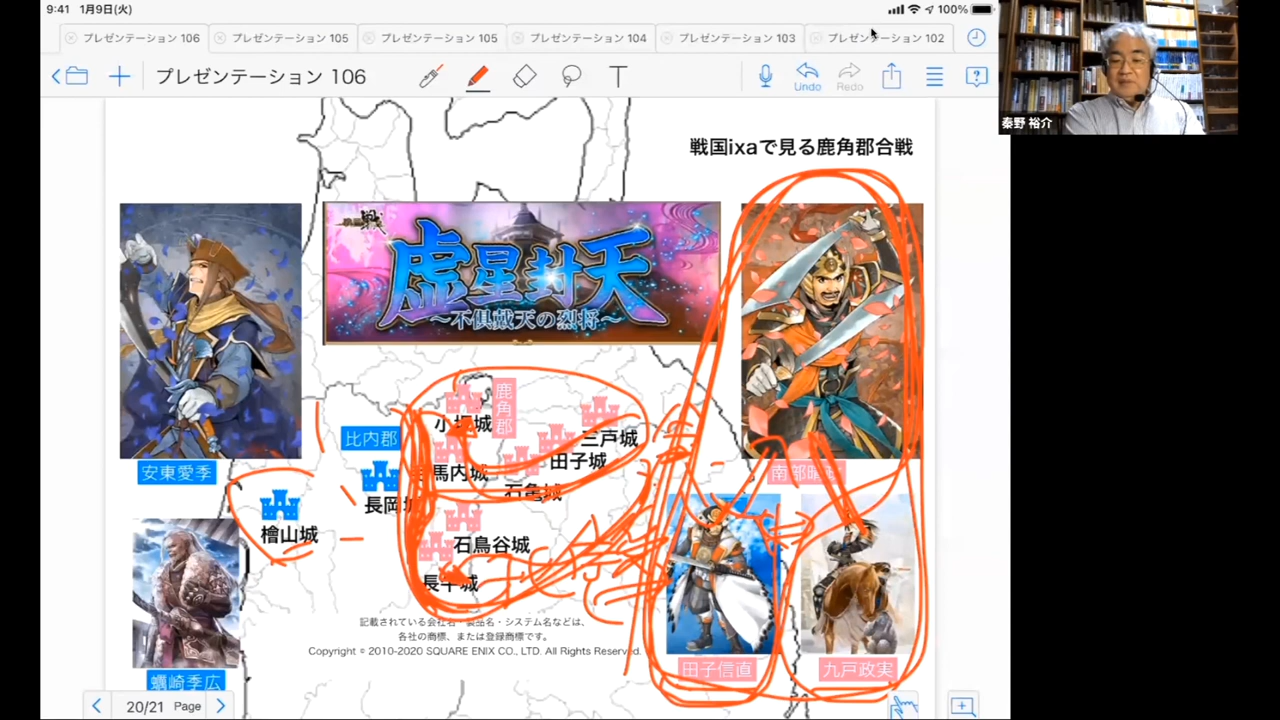 9:41 1月9日(火)
100%
プレゼンテーション 106
プレゼンテーション 105
プレゼンテーション 105
プレゼンテーション 104
プレゼンテーション 103
プレゼンテーション 102
プレゼンテーション 106
Undo
Redo
秦野 裕介
戦国ixaで見る鹿角郡合戦
虚星封天
～不倶戴天の烈将～
鹿角郡
小坂城
三戸城
比内郡
田子城
馬内城
安東愛季
南部晴政
石亀城
長岡城
檜山城
石鳥谷城
長牛城
記載されている会社名・製品名・システム名などは、
各社の商標、または登録商標です。
Copyright © 2010-2020 SQUARE ENIX CO., LTD. All Rights Reserved.
田子信直
九戸政実
蠣崎季広
20/21 Page